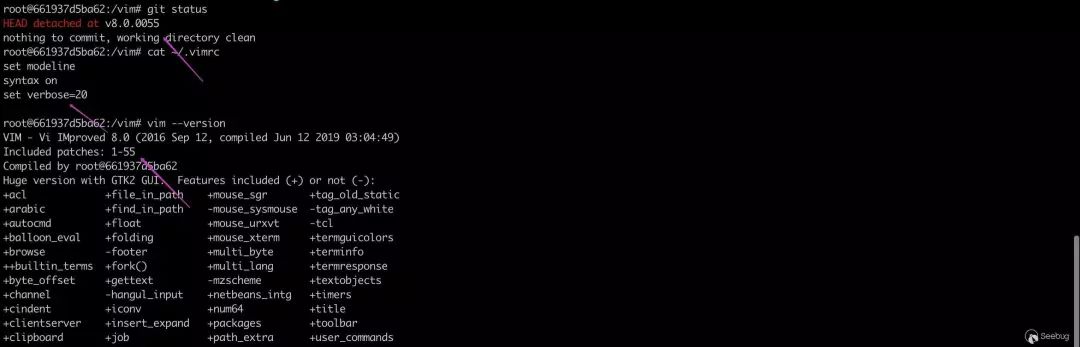 root@661937d5ba62:/vim# git status
HEAD detached at v8.0.0055
nothing to commit, working directory clean
root@661937d5ba62:/vim# cat ~/.vimrc
set modeline
syntax on
set verbose=20
root@661937d5ba62:/vim# vim --version
VIM - Vi IMproved 8.0 (2016 Sep 12, compiled Jun 12 2019 03:04:49)
Included patches: 1-55
Compiled by root@661937d5ba62
Huge version with GTK2 GUI.  Features included (+) or not (-):
+acl +file_in_path +mouse_sgr +tag_old_static
+arabic +find_in_path -mouse_sysmouse -tag_any_white
+autocmd +float +mouse_urxvt -tcl
+balloon_eval +folding +mouse_xterm +termguicolors
+browse -footer +multi_byte +terminfo
++builtin_terms +fork() +multi_lang +termresponse
+byte_offset +gettext -mzscheme +textobjects
+channel -hangul_input +netbeans_intg +timers
+cindent +iconv +num64 +title
+clientserver +insert_expand +packages +toolbar
+clipboard +job +path_extra +user_commands
Seebug